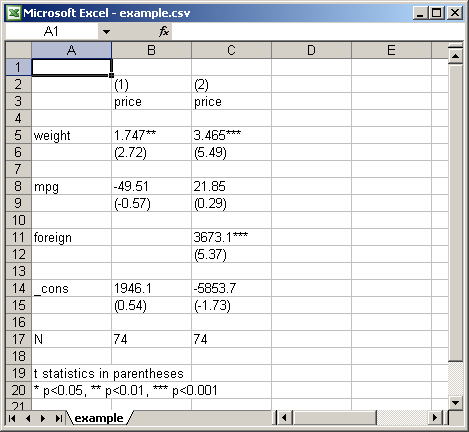 Microsoft Excel - example.csv
A1 fx
A B C D E
1
2 (1) (2)
3 price price
4
5 weight 1.747** 3.465***
6 (2.72) (5.49)
7
8 mpg -49.51 21.85
9 (-0.57) (0.29)
10
11 foreign 3673.1***
12 (5.37)
13
14 _cons 1946.1 -5853.7
15 (0.54) (-1.73)
16
17 N 74 74
18
19 t statistics in parentheses
20 * p<0.05, ** p<0.01, *** p<0.001
21
example